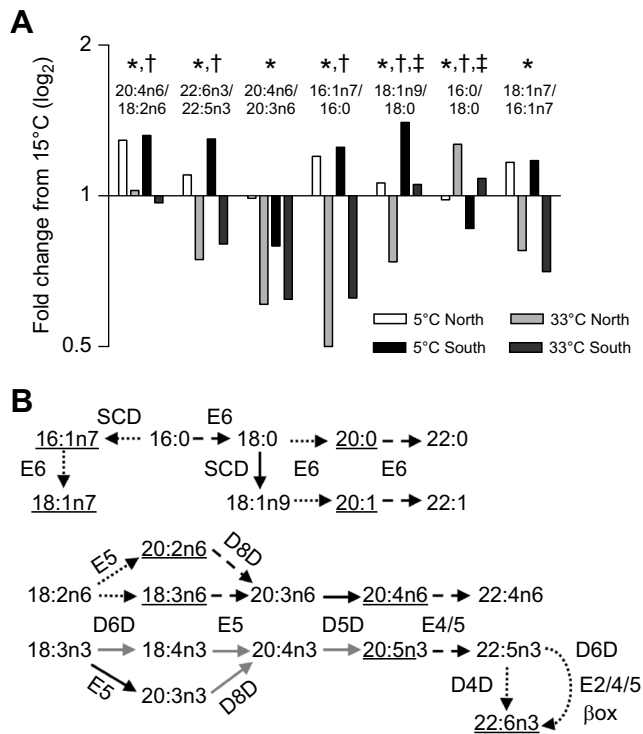 A
Fold change from 15°C (log2)
2
1
0.5
*,† *,† * *,† *,†,‡ *,†,‡ *
20:4n6/ 22:6n3/ 20:4n6/ 16:1n7/ 18:1n9/ 16:0/ 18:1n7/
18:2n6 22:5n3 20:3n6 16:0 18:0 18:0 16:1n7
5°C North 33°C North
5°C South 33°C South
B
SCD E6
16:1n7 16:0 18:0 20:0 22:0
E6 SCD E6 E6
18:1n7 18:1n9 20:1 22:1
E5 20:2n6 D8D
18:2n6 18:3n6 20:3n6 20:4n6 22:4n6
D6D E5 D5D E4/5
18:3n3 18:4n3 20:4n3 20:5n3 22:5n3 D6D
E5 20:3n3 D8D D4D E2/4/5
βox
22:6n3